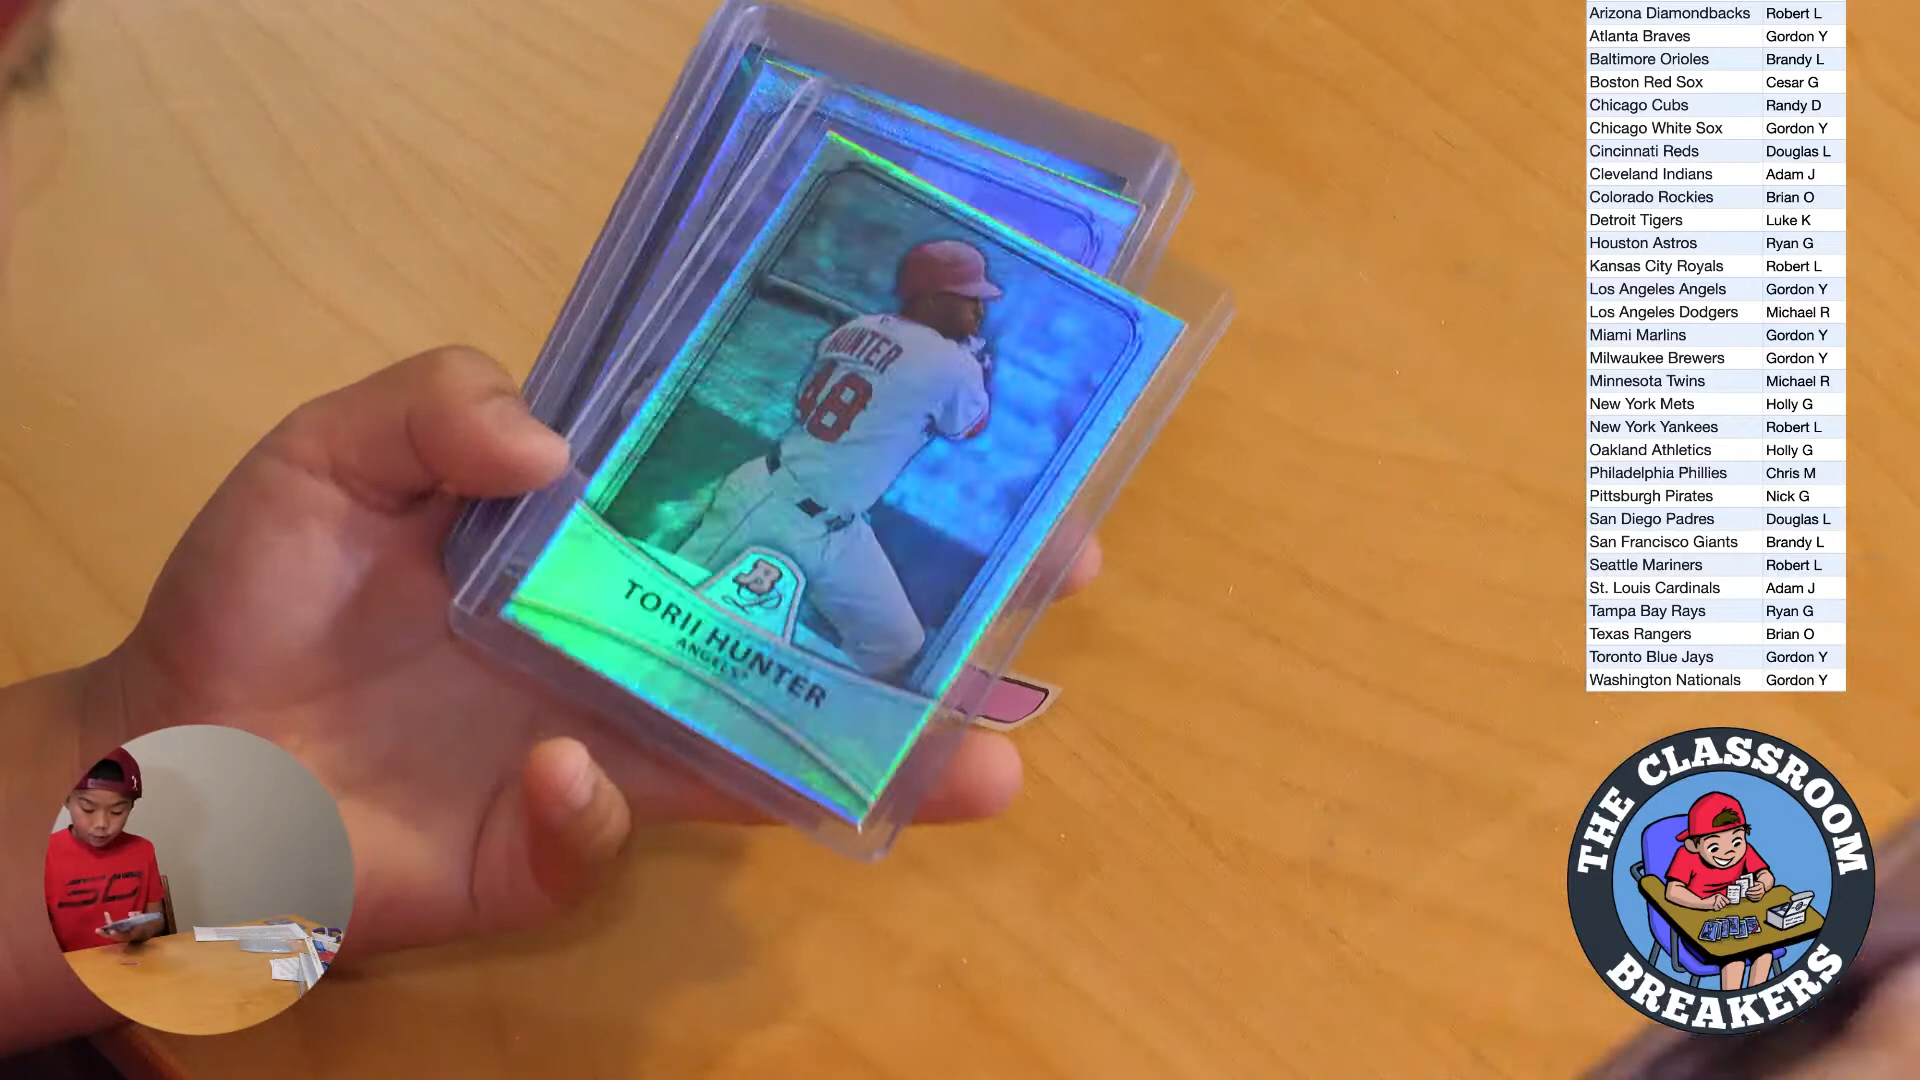 Arizona Diamondbacks Robert L
Atlanta Braves Gordon Y
Baltimore Orioles Brandy L
Boston Red Sox Cesar G
Chicago Cubs Randy D
Chicago White Sox Gordon Y
Cincinnati Reds Douglas L
Cleveland Indians Adam J
Colorado Rockies Brian O
Detroit Tigers Luke K
Houston Astros Ryan G
Kansas City Royals Robert L
Los Angeles Angels Gordon Y
Los Angeles Dodgers Michael R
Miami Marlins Gordon Y
Milwaukee Brewers Gordon Y
Minnesota Twins Michael R
New York Mets Holly G
New York Yankees Robert L
Oakland Athletics Holly G
Philadelphia Phillies Chris M
Pittsburgh Pirates Nick G
San Diego Padres Douglas L
San Francisco Giants Brandy L
Seattle Mariners Robert L
St. Louis Cardinals Adam J
Tampa Bay Rays Ryan G
Texas Rangers Brian O
Toronto Blue Jays Gordon Y
Washington Nationals Gordon Y
HUNTER
48
B
TORII HUNTER
ANGELS
SC
THE CLASSROOM
BREAKERS